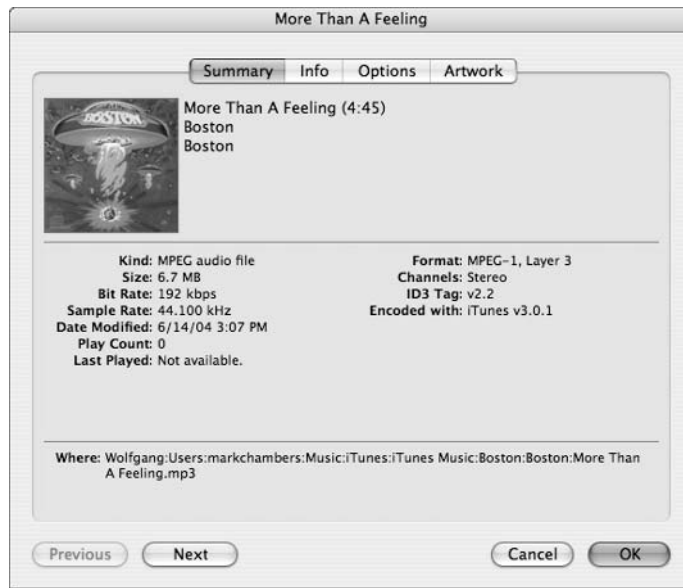 More Than A Feeling
Summary Info Options Artwork
BOSTON
More Than A Feeling (4:45)
Boston
Boston
Kind: MPEG audio file
Size: 6.7 MB
Bit Rate: 192 kbps
Sample Rate: 44.100 kHz
Date Modified: 6/14/04 3:07 PM
Play Count: 0
Last Played: Not available.
Format: MPEG-1, Layer 3
Channels: Stereo
ID3 Tag: v2.2
Encoded with: iTunes v3.0.1
Where: Wolfgang:Users:markchambers:Music:iTunes:iTunes Music:Boston:Boston:More Than
A Feeling.mp3
Previous Next Cancel OK